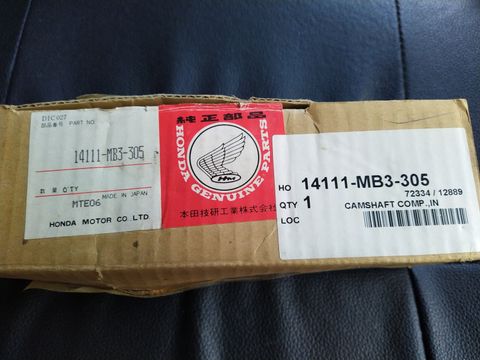 DIC027
部品番号 PART NO.
14111-MB3-305
数量 Q'TY
MADE IN JAPAN
MTE06
HONDA MOTOR CO., LTD.
純正部品
HONDA GENUINE PARTS
HM
本田技研工業株式会社
HO 14111-MB3-305
72334 / 12889
QTY 1 CAMSHAFT COMP.,IN
LOC